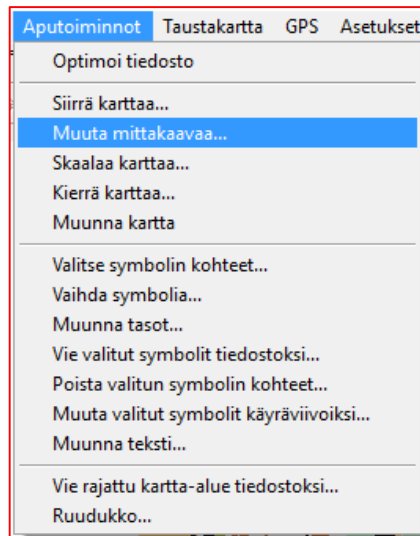 Aputoiminnot Taustakartta GPS Asetukset
Optimoi tiedosto
Siirrä karttaa...
Muuta mittakaavaa...
Skaalaa karttaa...
Kierrä karttaa...
Muunna kartta
Valitse symbolin kohteet...
Vaihda symbolia...
Muunna tasot...
Vie valitut symbolit tiedostoksi...
Poista valitun symbolin kohteet...
Muuta valitut symbolit käyräviivoiksi...
Muunna teksti...
Vie rajattu kartta-alue tiedostoksi...
Ruudukko...